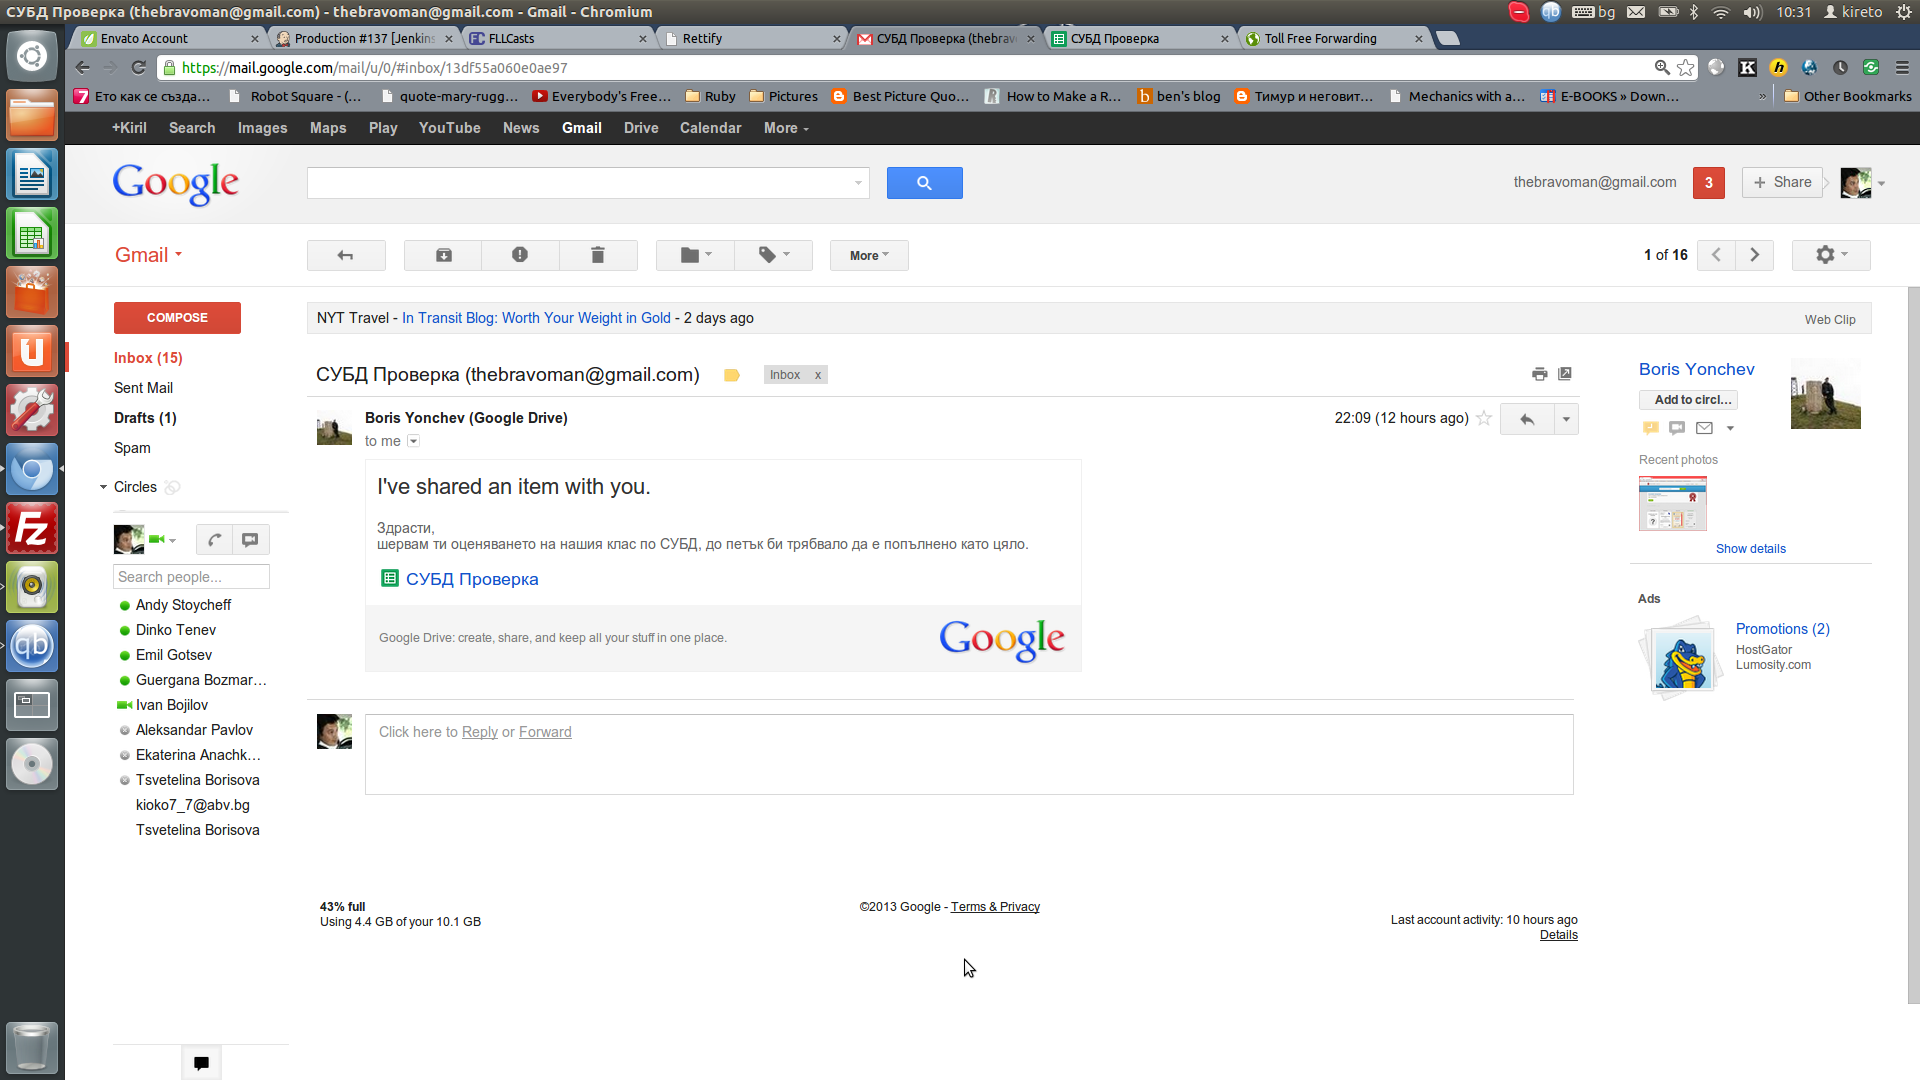 СУБД Проверка (thebravoman@gmail.com) - thebravoman@gmail.com - Gmail - Chromium
bg 10:31 kireto
Envato Account
Production #137 [Jenkins
FLLCasts
Rettify
СУБД Проверка (thebravo
СУБД Проверка
Toll Free Forwarding
https://mail.google.com/mail/u/0/#inbox/13df55a060e0ae97
Ето как се създа...
Robot Square - (...
quote-mary-rugg...
Everybody's Free...
Ruby
Pictures
Best Picture Quo...
How to Make a R...
ben's blog
Тимур и неговит...
Mechanics with a...
E-BOOKS » Down...
»
Other Bookmarks
+Kiril Search Images Maps Play YouTube News Gmail Drive Calendar More
Google
thebravoman@gmail.com
3
+ Share
Gmail
More
1 of 16
COMPOSE
Inbox (15)
Sent Mail
Drafts (1)
Spam
Circles
Search people...
Andy Stoycheff
Dinko Tenev
Emil Gotsev
Guergana Bozmar...
Ivan Bojilov
Aleksandar Pavlov
Ekaterina Anachk...
Tsvetelina Borisova
kioko7_7@abv.bg
Tsvetelina Borisova
NYT Travel - In Transit Blog: Worth Your Weight in Gold - 2 days ago
Web Clip
СУБД Проверка (thebravoman@gmail.com)
Inbox x
Boris Yonchev (Google Drive)
22:09 (12 hours ago)
to me
I've shared an item with you.
Здрасти,
шервам ти оценяването на нашия клас по СУБД, до петък би трябвало да е попълнено като цяло.
СУБД Проверка
Google Drive: create, share, and keep all your stuff in one place.
Google
Click here to Reply or Forward
43% full
Using 4.4 GB of your 10.1 GB
©2013 Google - Terms & Privacy
Last account activity: 10 hours ago
Details
Boris Yonchev
Add to circl...
Recent photos
Show details
Ads
Promotions (2)
HostGator
Lumosity.com